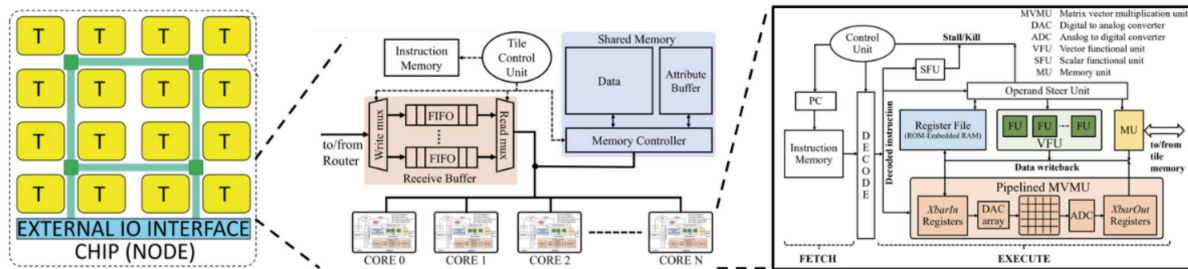 T T T T
T T T T
T T T T
T T T T
EXTERNAL IO INTERFACE
CHIP (NODE)
Instruction
Memory
Tile
Control
Unit
Shared Memory
Data
Attribute
Buffer
Memory Controller
to/from
Router
Write mux
FIFO
FIFO
Read mux
Receive Buffer
CORE 0
CORE 1
CORE 2
CORE N
MVMU Matrix vector multiplication unit
DAC Digital to analog converter
ADC Analog to digital converter
VFU Vector functional unit
SFU Scalar functional unit
MU Memory unit
Control
Unit
Stall/Kill
SFU
Operand Steer Unit
PC
Instruction
Memory
DECODE
Decoded instruction
Register File
(ROM-Embedded RAM)
FU FU FU
VFU
MU
to/from
tile
memory
Data writeback
Pipelined MVMU
XbarIn
Registers
DAC
array
ADC
XbarOut
Registers
FETCH
EXECUTE